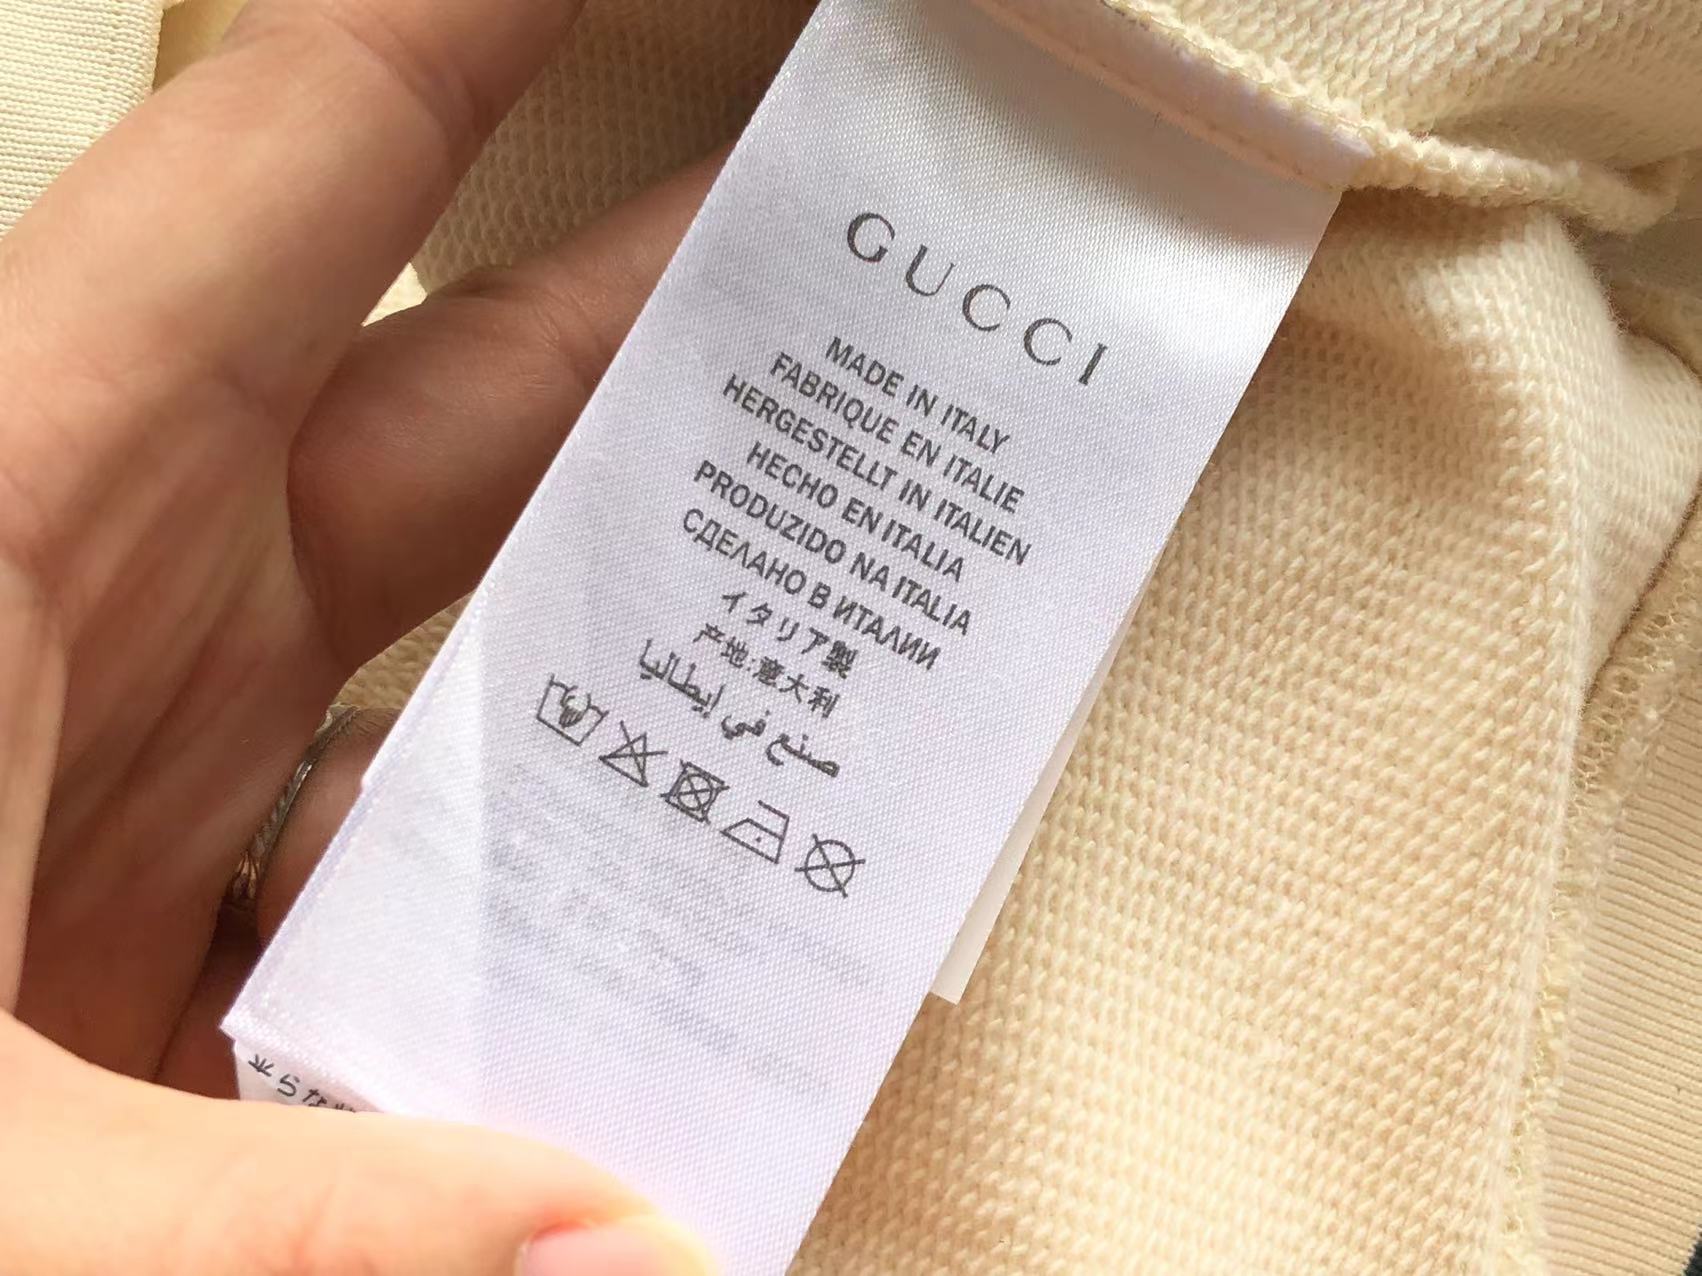 GUCCI
MADE IN ITALY
FABRIQUE EN ITALIE
HERGESTELLT IN ITALIEN
HECHO EN ITALIA
PRODUZIDO NA ITALIA
СДЕЛАНО В ИТАЛИИ
イタリア製
产地:意大利
صنع في إيطاليا